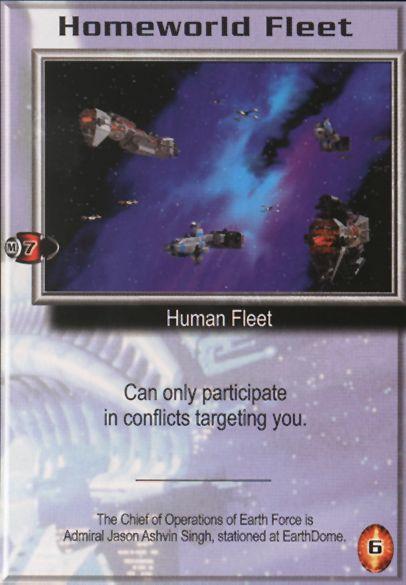 Homeworld Fleet
M 7
Human Fleet
Can only participate
in conflicts targeting you.
The Chief of Operations of Earth Force is
Admiral Jason Ashvin Singh, stationed at EarthDome.
6